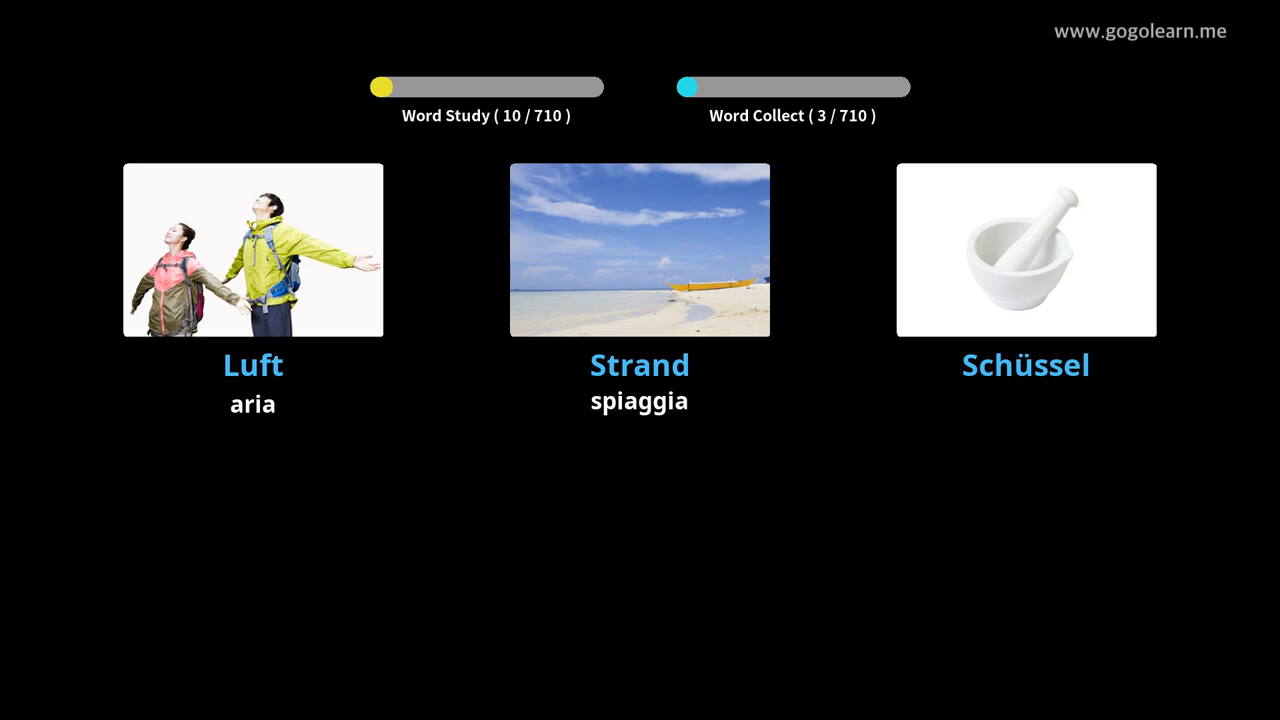 www.gogolearn.me
Word Study ( 10 / 710 )
Word Collect ( 3 / 710 )
Luft
aria
Strand
spiaggia
Schüssel